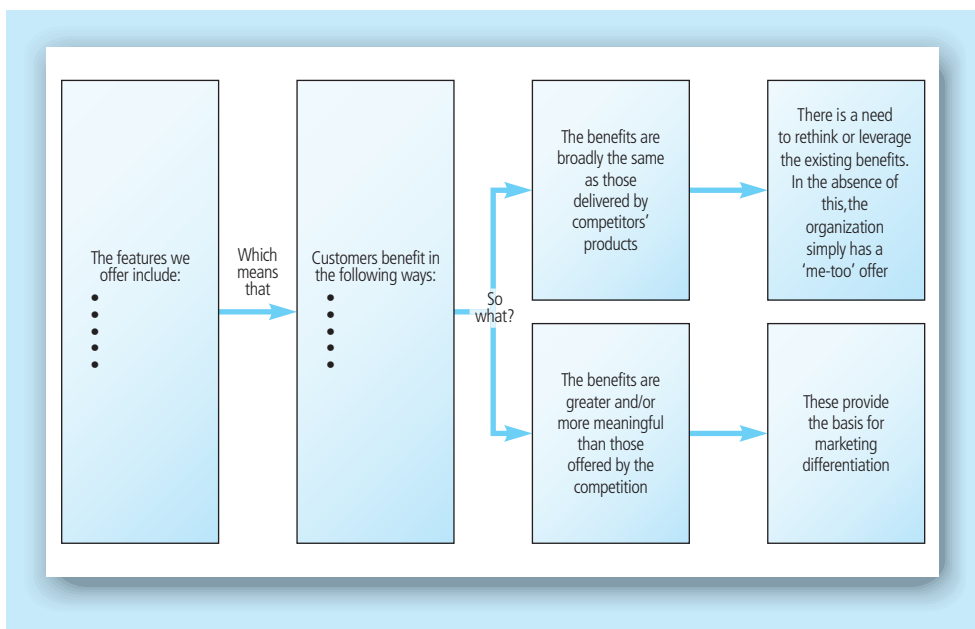 The features we
offer include:
•
•
•
•
•
Which
means
that
Customers benefit in
the following ways:
•
•
•
•
•
So
what?
The benefits are
broadly the same
as those
delivered by
competitors’
products
There is a need
to rethink or leverage
the existing benefits.
In the absence of
this,the
organization
simply has a
‘me-too’ offer
The benefits are
greater and/or
more meaningful
than those
offered by the
competition
These provide
the basis for
marketing
differentiation